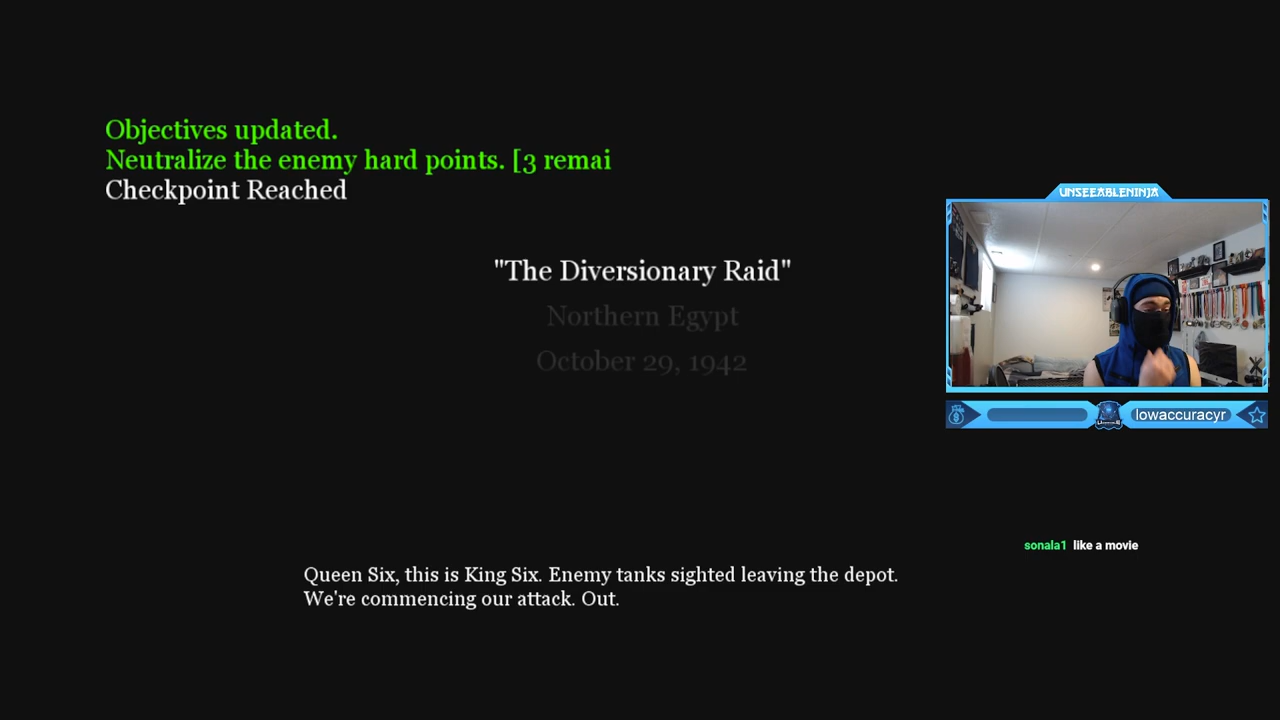 Objectives updated.
Neutralize the enemy hard points. [3 remai
Checkpoint Reached
UNSEEABLENINJA
"The Diversionary Raid"
Northern Egypt
October 29, 1942
lowaccuracyr
sonala1 like a movie
Queen Six, this is King Six. Enemy tanks sighted leaving the depot.
We're commencing our attack. Out.